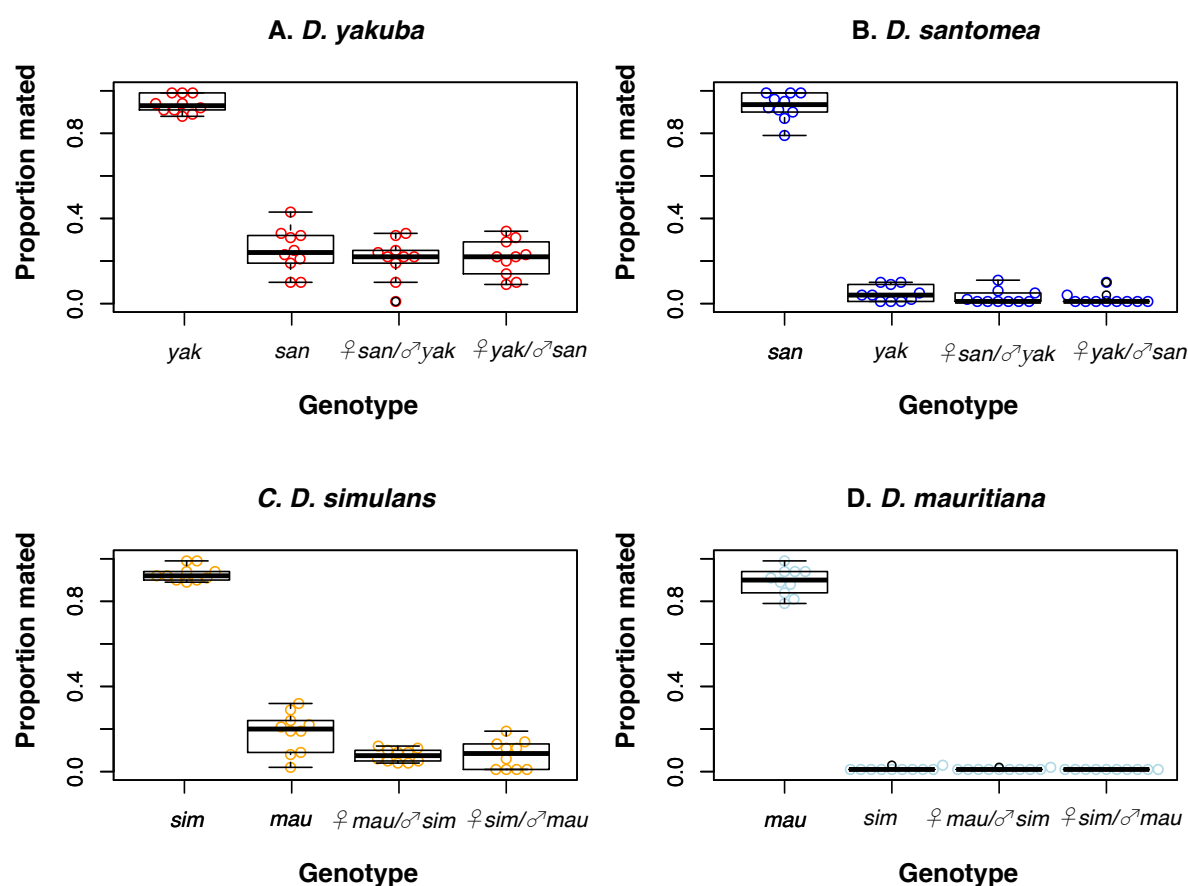 A. D. yakuba
Proportion mated
0.8
0.4
0.0
yak san ♀san/♂yak ♀yak/♂san
Genotype
B. D. santomea
Proportion mated
0.8
0.4
0.0
san yak ♀san/♂yak ♀yak/♂san
Genotype
C. D. simulans
Proportion mated
0.8
0.4
0.0
sim mau ♀mau/♂sim ♀sim/♂mau
Genotype
D. D. mauritiana
Proportion mated
0.8
0.4
0.0
mau sim ♀mau/♂sim ♀sim/♂mau
Genotype